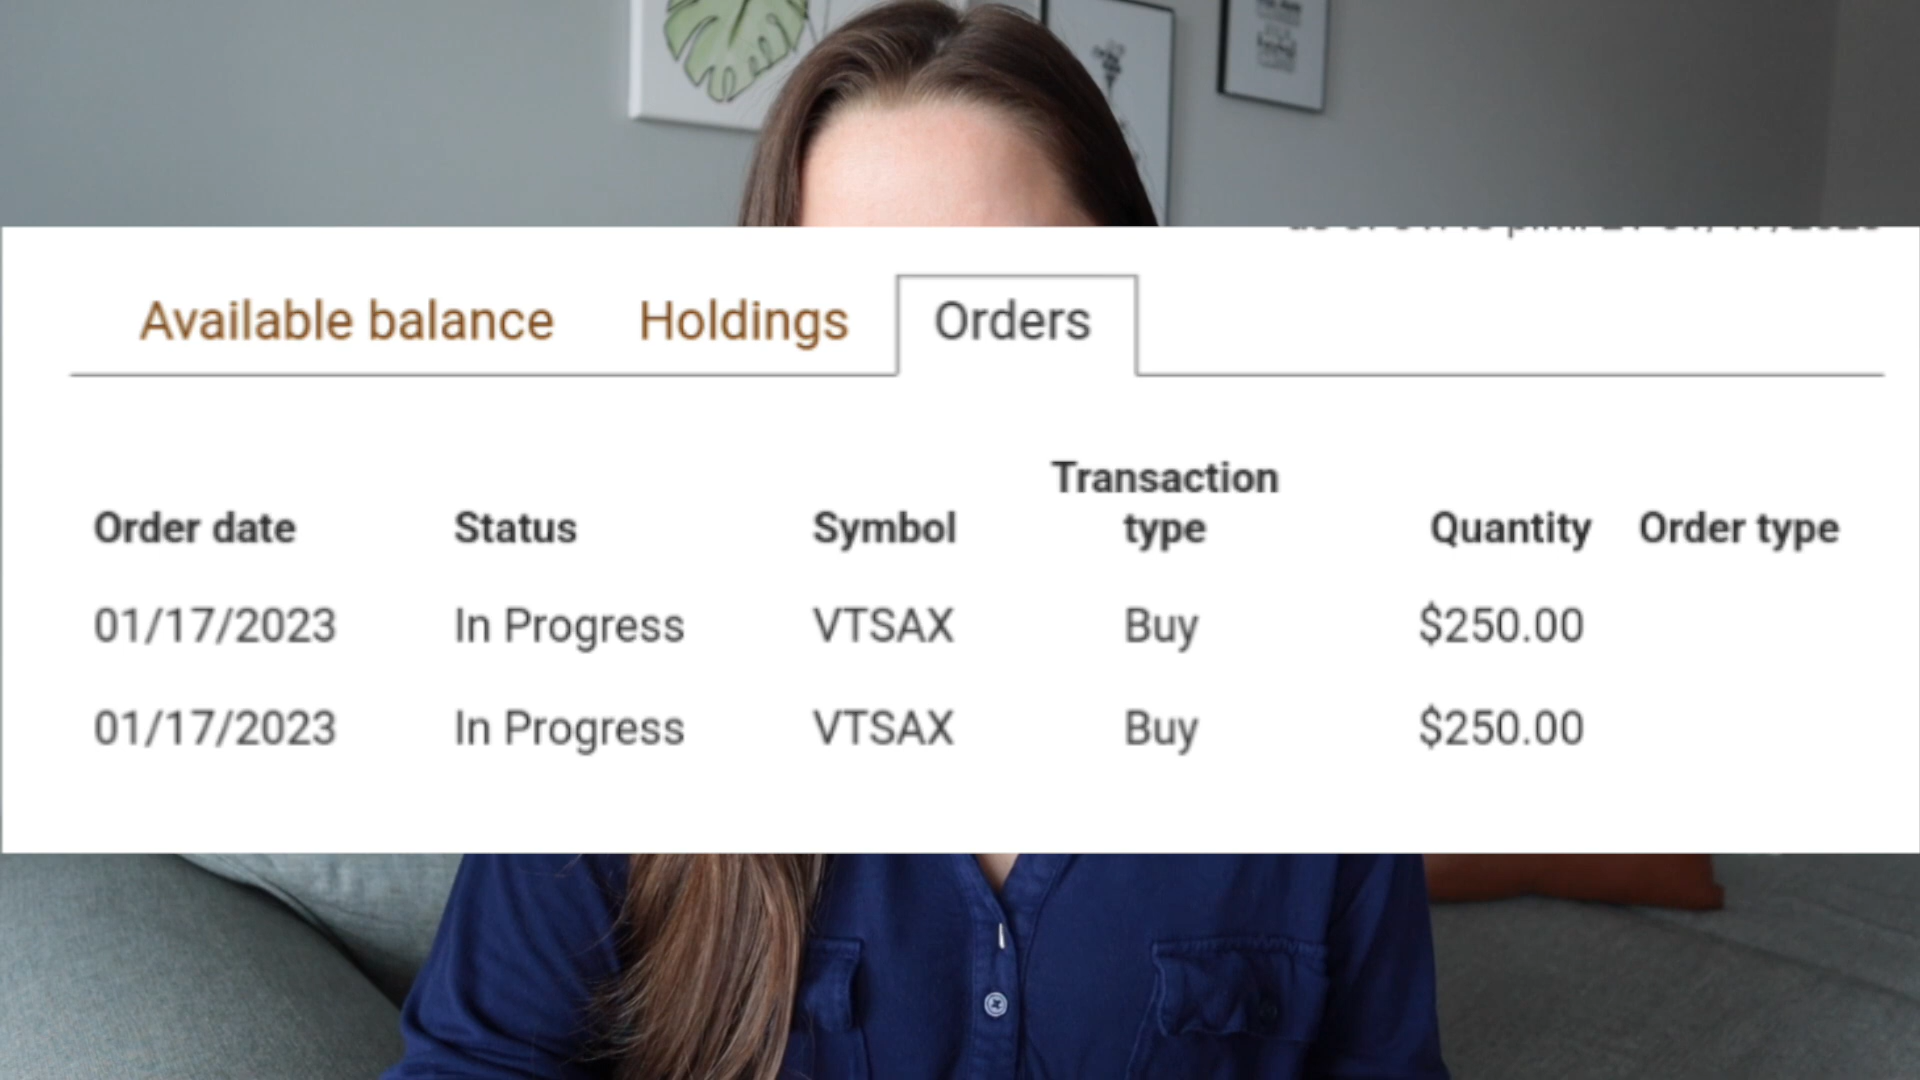 Available balance Holdings Orders
Transaction
Order date Status Symbol type Quantity Order type
01/17/2023 In Progress VTSAX Buy $250.00
01/17/2023 In Progress VTSAX Buy $250.00